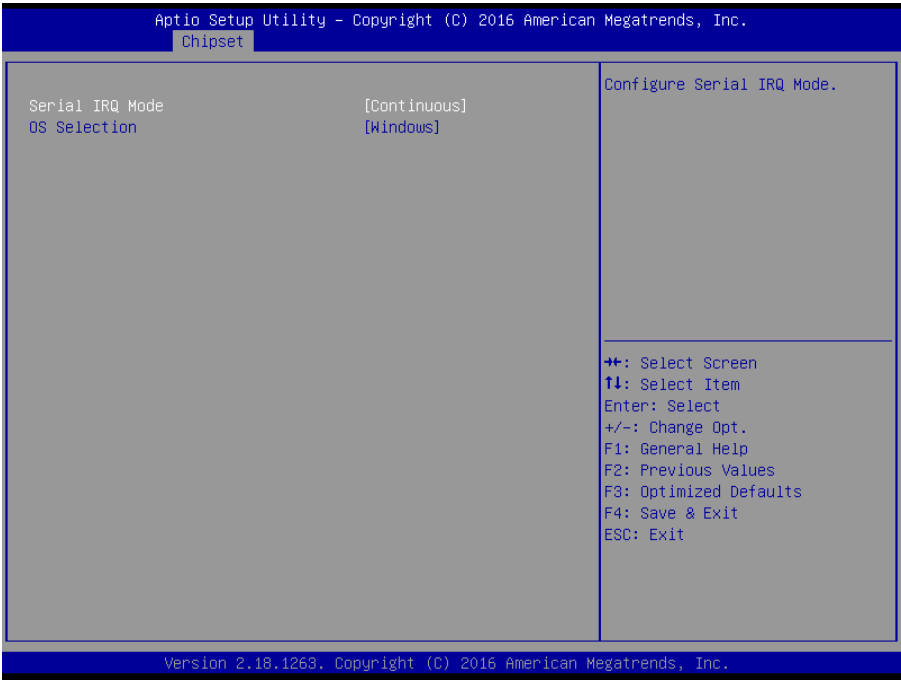 Aptio Setup Utility – Copyright (C) 2016 American Megatrends, Inc.
Chipset
Serial IRQ Mode [Continuous]
OS Selection [Windows]
Configure Serial IRQ Mode.
→←: Select Screen
↑↓: Select Item
Enter: Select
+/-: Change Opt.
F1: General Help
F2: Previous Values
F3: Optimized Defaults
F4: Save & Exit
ESC: Exit
Version 2.18.1263. Copyright (C) 2016 American Megatrends, Inc.